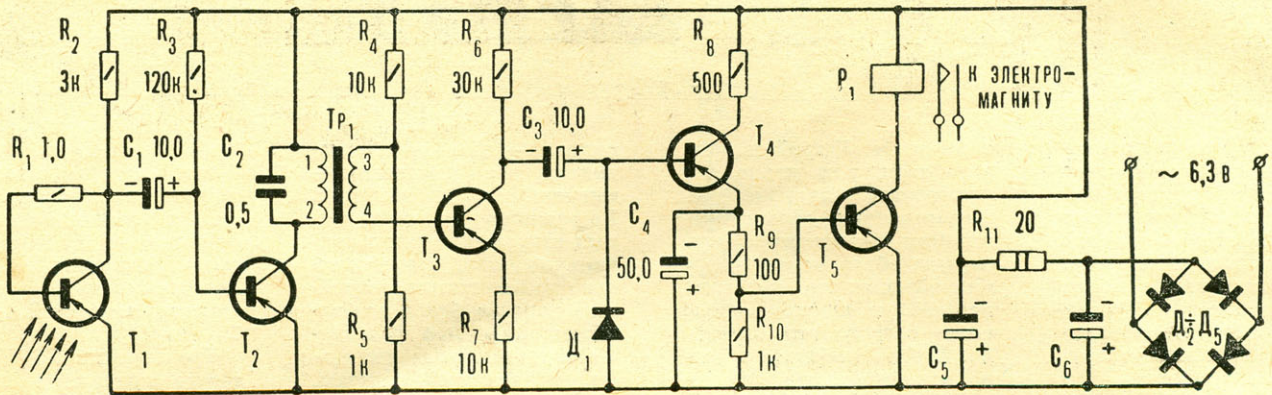 R2
3к
R3
120к
R4
10к
R6
30к
R8
500
P1
К ЭЛЕКТРО-
МАГНИТУ
R1 1,0
C1 10,0
C2
0,5
Тр1
1
2
3
4
C3 10,0
T4
~ 6,3 в
C4
50,0
R9
100
R11 20
T3
T5
T1
T2
R5
1к
R7
10к
Д1
R10
1к
C5
C6
Д2÷Д5
- +
- +
- +
- +
- +